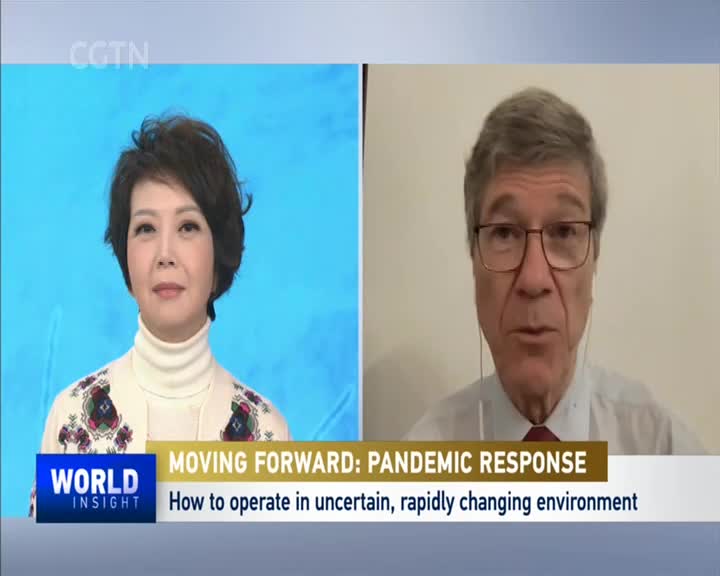 CGTN
MOVING FORWARD: PANDEMIC RESPONSE
WORLD
INSIGHT
How to operate in uncertain, rapidly changing environment